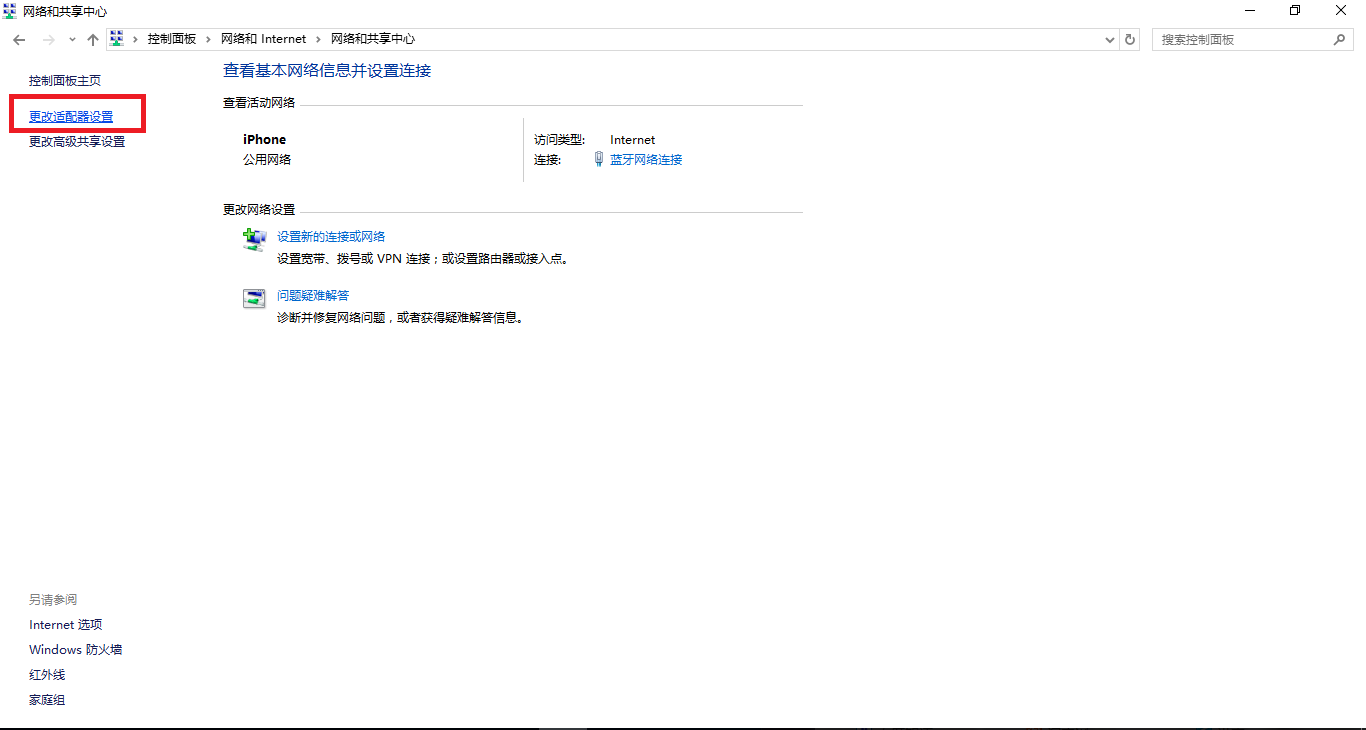 网络和共享中心
控制面板 › 网络和 Internet › 网络和共享中心
搜索控制面板
控制面板主页
更改适配器设置
更改高级共享设置
查看基本网络信息并设置连接
查看活动网络
iPhone
公用网络
访问类型: Internet
连接: 蓝牙网络连接
更改网络设置
设置新的连接或网络
设置宽带、拨号或 VPN 连接；或设置路由器或接入点。
问题疑难解答
诊断并修复网络问题，或者获得疑难解答信息。
另请参阅
Internet 选项
Windows 防火墙
红外线
家庭组